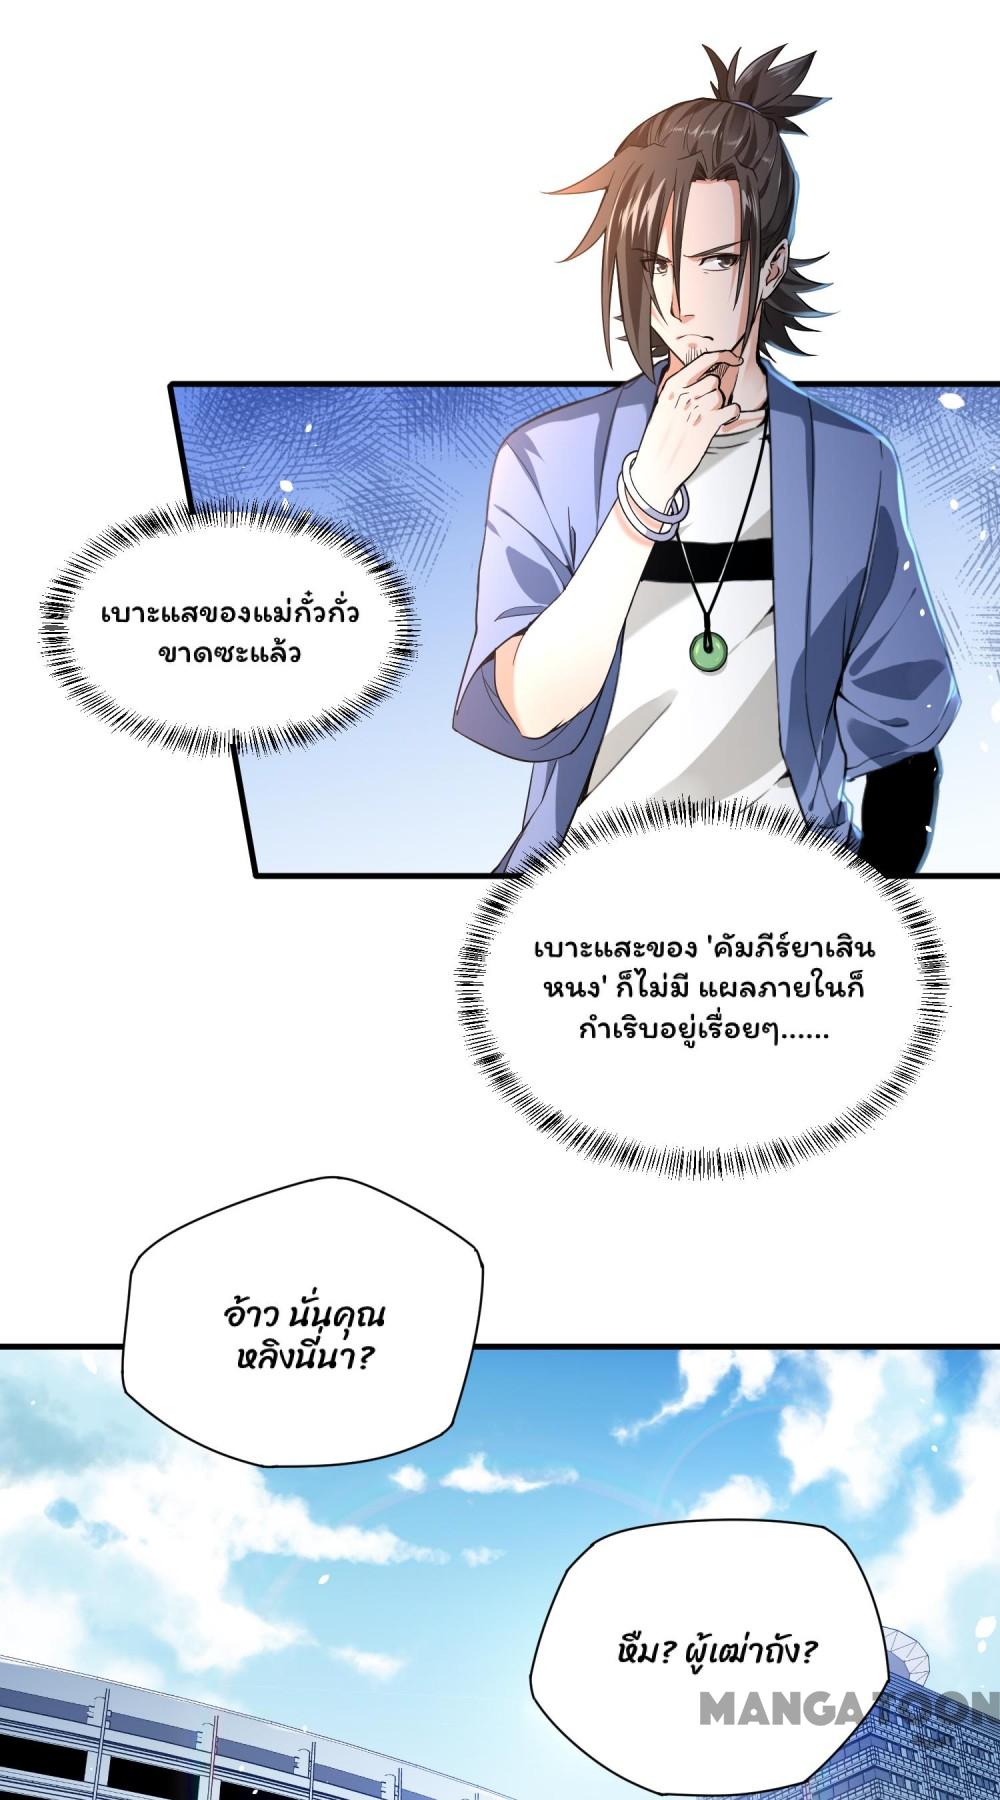 เบาะแสของแม่กั๋วกั่ว
ขาดซะแล้ว
เบาะแสะของ 'คัมภีร์ยาเสิน
หนง' ก็ไม่มี แผลภายในก็
กำเริบอยู่เรื่อยๆ......
อ้าว นั่นคุณ
หลิงนี่นา?
หืม? ผู้เฒ่าถัง?
MANGATOON